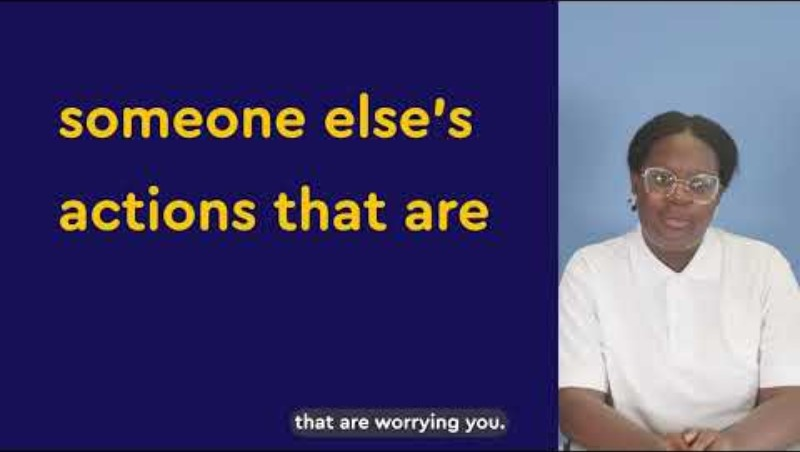 someone else's
actions that are
that are worrying you.